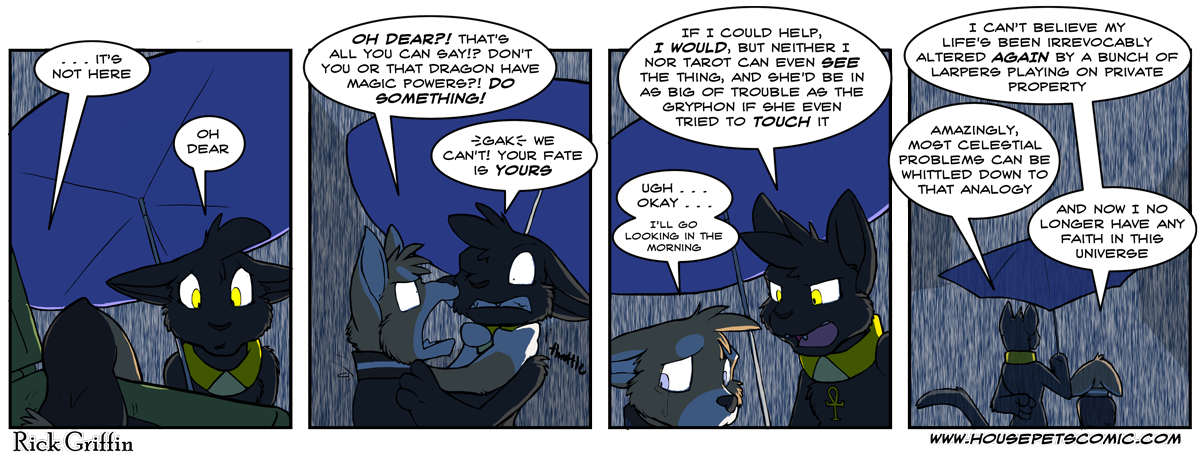 . . . IT'S
NOT HERE
OH
DEAR
OH DEAR?! THAT'S
ALL YOU CAN SAY!? DON'T
YOU OR THAT DRAGON HAVE
MAGIC POWERS?! DO
SOMETHING!
GAK WE
CAN'T! YOUR FATE
IS YOURS
throttle
IF I COULD HELP,
I WOULD, BUT NEITHER I
NOR TAROT CAN EVEN SEE
THE THING, AND SHE'D BE IN
AS BIG OF TROUBLE AS THE
GRYPHON IF SHE EVEN
TRIED TO TOUCH IT
UGH . . .
OKAY . . .
I'LL GO
LOOKING IN THE
MORNING
I CAN'T BELIEVE MY
LIFE'S BEEN IRREVOCABLY
ALTERED AGAIN BY A BUNCH OF
LARPERS PLAYING ON PRIVATE
PROPERTY
AMAZINGLY,
MOST CELESTIAL
PROBLEMS CAN BE
WHITTLED DOWN TO
THAT ANALOGY
AND NOW I NO
LONGER HAVE ANY
FAITH IN THIS
UNIVERSE
Rick Griffin
WWW.HOUSEPETSCOMIC.COM